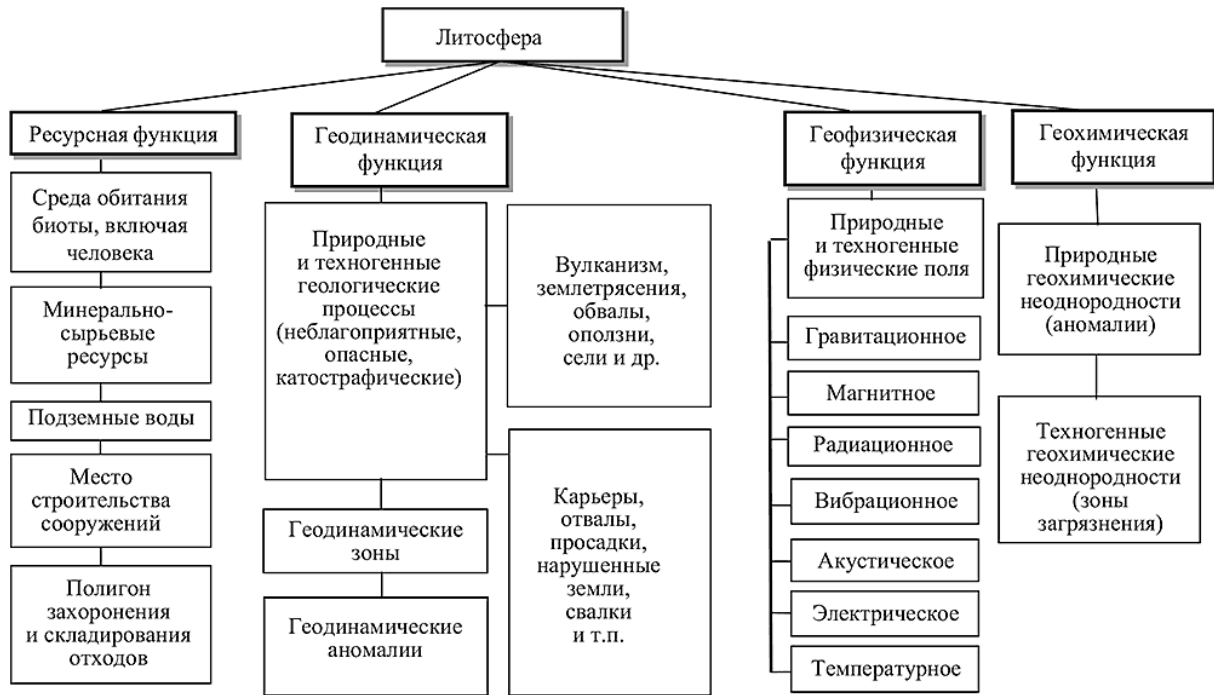 Литосфера
Ресурсная функция
Среда обитания
биоты, включая
человека
Минерально-
сырьевые
ресурсы
Подземные воды
Место
строительства
сооружений
Полигон
захоронения
и складирования
отходов
Геодинамическая
функция
Природные
и техногенные
геологические
процессы
(неблагоприятные,
опасные,
катострафические)
Геодинамические
зоны
Геодинамические
аномалии
Вулканизм,
землетрясения,
обвалы,
оползни,
сели и др.
Карьеры,
отвалы,
просадки,
нарушенные
земли,
свалки
и т.п.
Геофизическая
функция
Природные
и техногенные
физические поля
Гравитационное
Магнитное
Радиационное
Вибрационное
Акустическое
Электрическое
Температурное
Геохимическая
функция
Природные
геохимические
неоднородности
(аномалии)
Техногенные
геохимические
неоднородности
(зоны
загрязнения)